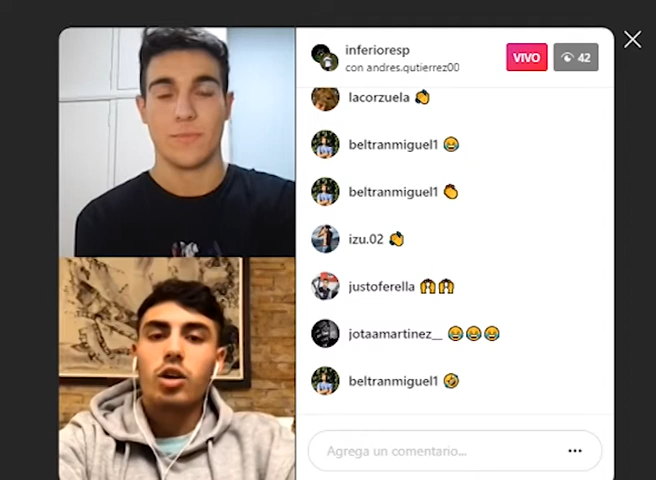 inferioresp
con andres.gutierrez00
VIVO
42
lacorzuela 👏
beltranmiguel1 😂
beltranmiguel1 👏
izu.02 👏
justoferella 🙌🙌
jotaamartinez__ 😂😂😂
beltranmiguel1 🤣
Agrega un comentario...